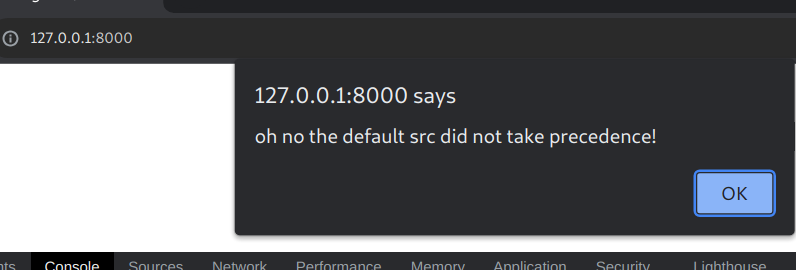 127.0.0.1:8000
127.0.0.1:8000 says
oh no the default src did not take precedence!
OK
Console Sources Network Performance Memory Application Security Lighthouse